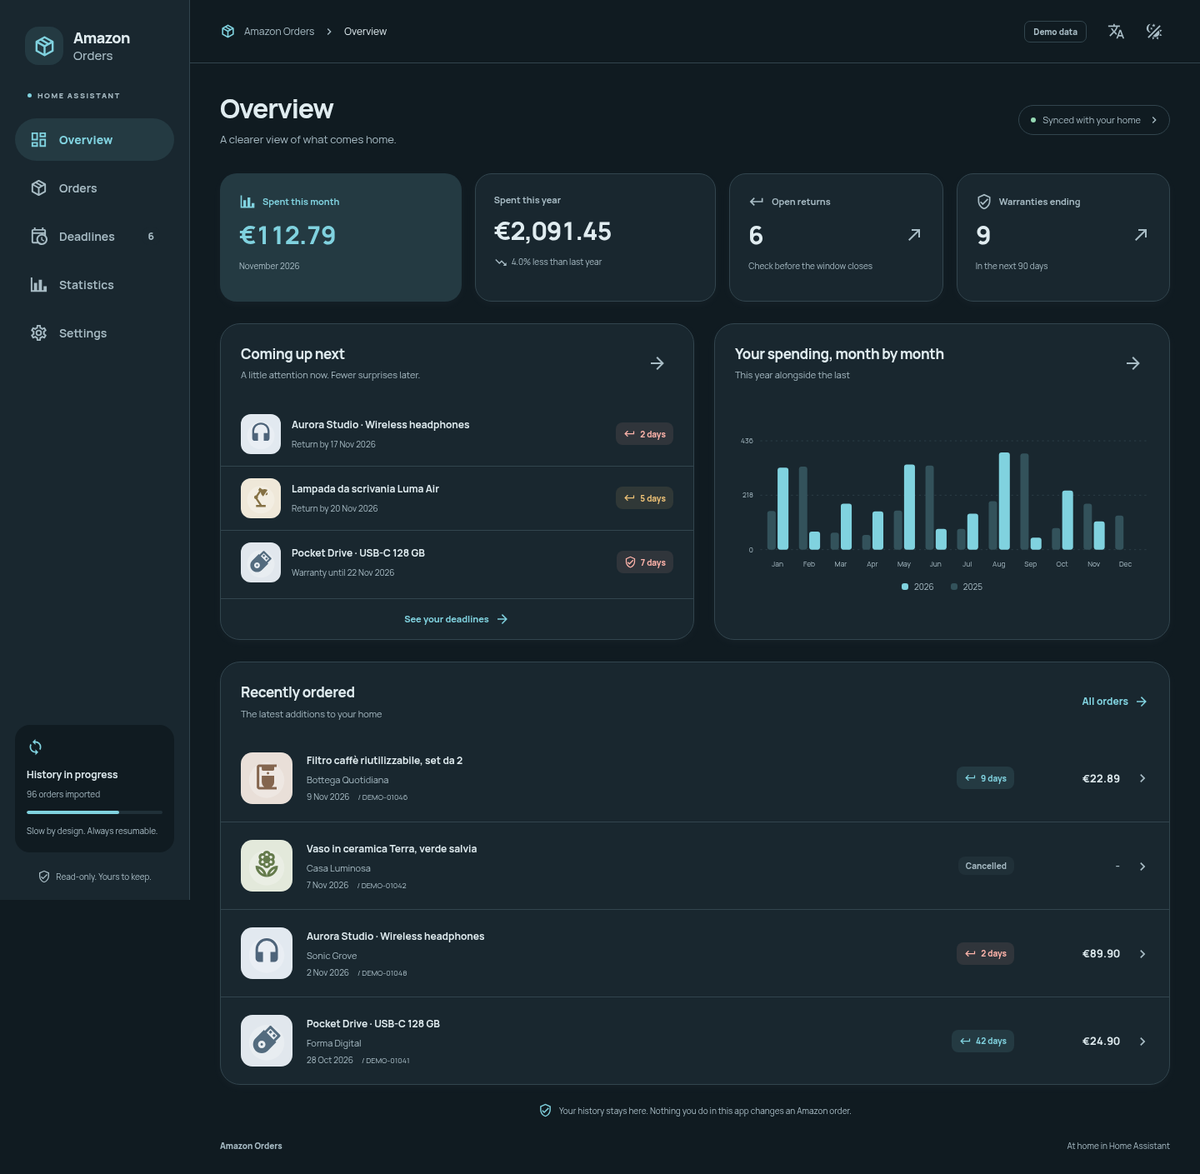 Amazon
Orders
HOME ASSISTANT
Overview
Orders
Deadlines 6
Statistics
Settings
History in progress
96 orders imported
Slow by design. Always resumable.
Read-only. Yours to keep.
Amazon Orders > Overview
Demo data
Overview
A clearer view of what comes home.
Synced with your home
Spent this month
€112.79
November 2026
Spent this year
€2,091.45
4.0% less than last year
Open returns
6
Check before the window closes
Warranties ending
9
In the next 90 days
Coming up next
A little attention now. Fewer surprises later.
Aurora Studio · Wireless headphones
Return by 17 Nov 2026
2 days
Lampada da scrivania Luma Air
Return by 20 Nov 2026
5 days
Pocket Drive · USB-C 128 GB
Warranty until 22 Nov 2026
7 days
See your deadlines
Your spending, month by month
This year alongside the last
436
218
0
Jan Feb Mar Apr May Jun Jul Aug Sep Oct Nov Dec
2026 2025
Recently ordered
The latest additions to your home
All orders
Filtro caffè riutilizzabile, set da 2
Bottega Quotidiana
9 Nov 2026 / DEMO-01046
9 days
€22.89
Vaso in ceramica Terra, verde salvia
Casa Luminosa
7 Nov 2026 / DEMO-01042
Cancelled
-
Aurora Studio · Wireless headphones
Sonic Grove
2 Nov 2026 / DEMO-01048
2 days
€89.90
Pocket Drive · USB-C 128 GB
Forma Digital
28 Oct 2026 / DEMO-01041
42 days
€24.90
Your history stays here. Nothing you do in this app changes an Amazon order.
Amazon Orders
At home in Home Assistant